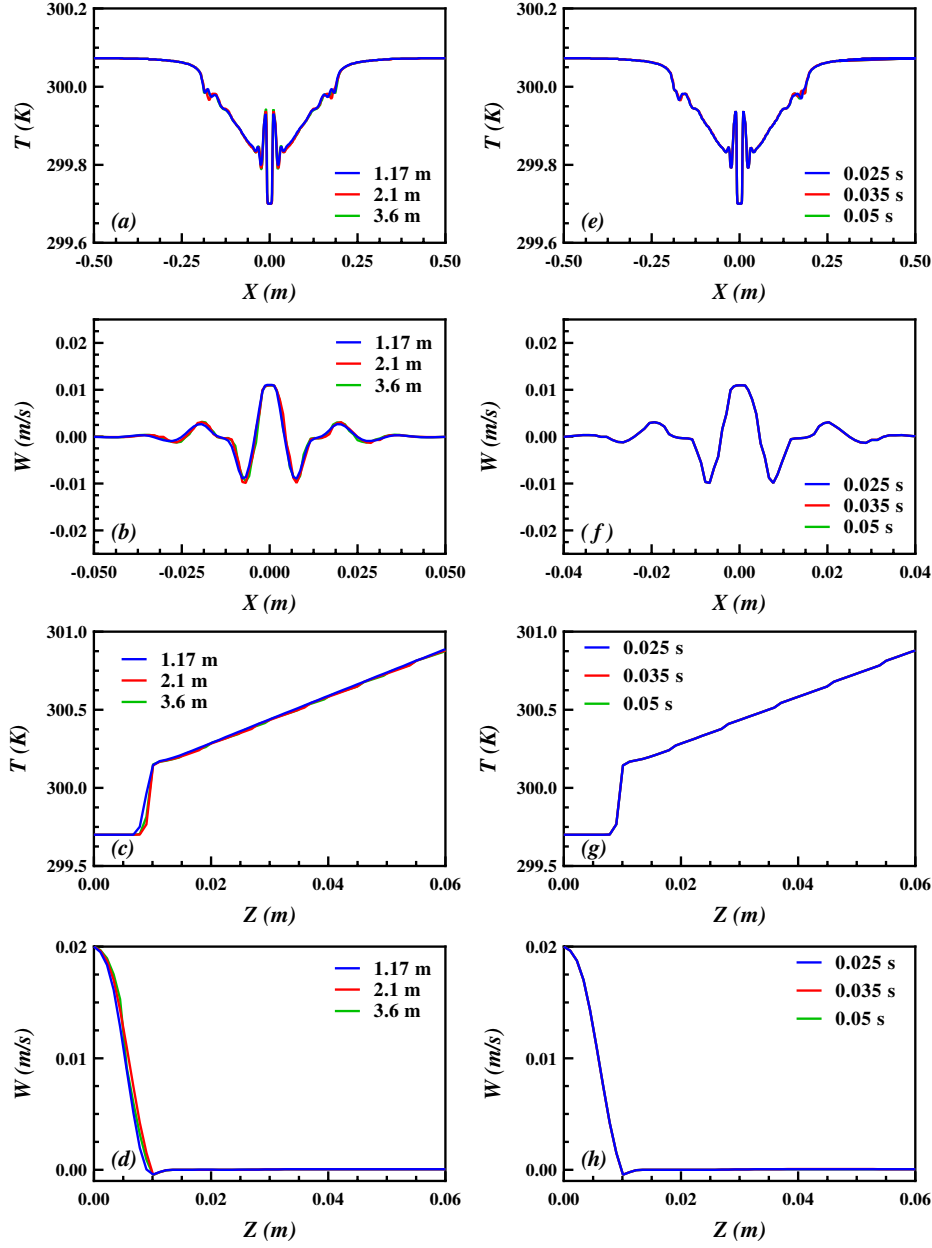 300.2
300.0
299.8
299.6
T (K)
1.17 m
2.1 m
3.6 m
(a)
-0.50 -0.25 0.00 0.25 0.50
X (m)
300.2
300.0
299.8
299.6
T (K)
0.025 s
0.035 s
0.05 s
(e)
-0.50 -0.25 0.00 0.25 0.50
X (m)
0.02
0.01
0.00
-0.01
-0.02
W (m/s)
1.17 m
2.1 m
3.6 m
(b)
-0.050 -0.025 0.000 0.025 0.050
X (m)
0.02
0.01
0.00
-0.01
-0.02
W (m/s)
0.025 s
0.035 s
0.05 s
(f)
-0.04 -0.02 0.00 0.02 0.04
X (m)
301.0
300.5
300.0
299.5
T (K)
1.17 m
2.1 m
3.6 m
(c)
0.00 0.02 0.04 0.06
Z (m)
301.0
300.5
300.0
299.5
T (K)
0.025 s
0.035 s
0.05 s
(g)
0.00 0.02 0.04 0.06
Z (m)
0.02
0.01
0.00
W (m/s)
1.17 m
2.1 m
3.6 m
(d)
0.00 0.02 0.04 0.06
Z (m)
0.02
0.01
0.00
W (m/s)
0.025 s
0.035 s
0.05 s
(h)
0.00 0.02 0.04 0.06
Z (m)